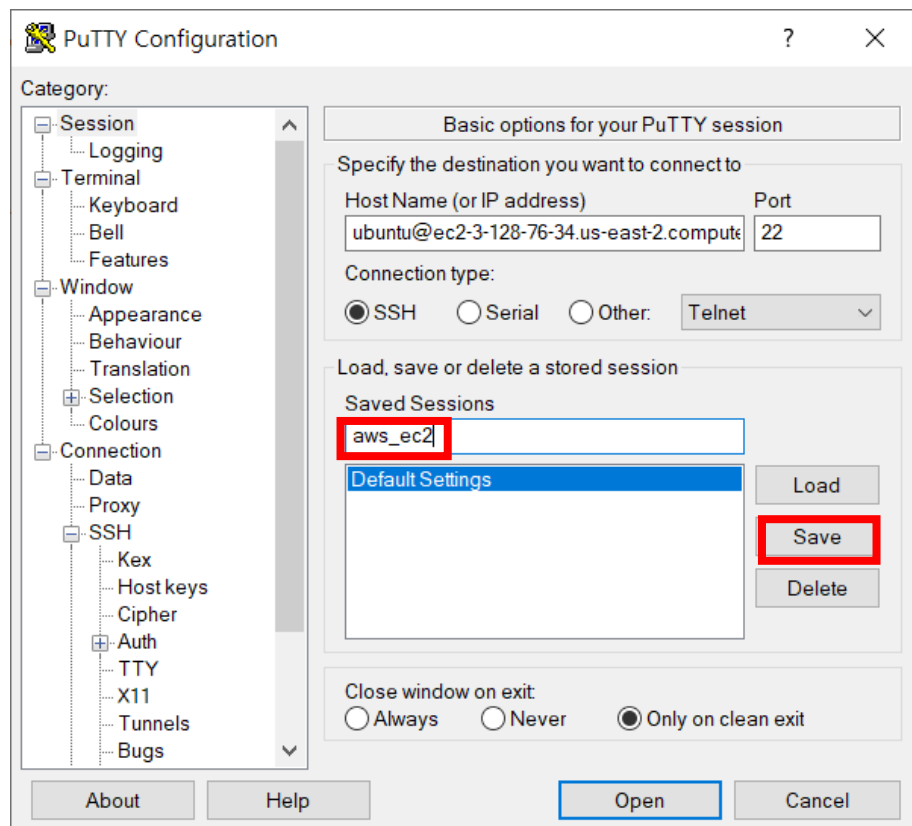 PuTTY Configuration
?
Category:
Session
Logging
Terminal
Keyboard
Bell
Features
Window
Appearance
Behaviour
Translation
Selection
Colours
Connection
Data
Proxy
SSH
Kex
Host keys
Cipher
Auth
TTY
X11
Tunnels
Bugs
Basic options for your PuTTY session
Specify the destination you want to connect to
Host Name (or IP address) Port
ubuntu@ec2-3-128-76-34.us-east-2.compute 22
Connection type:
SSH Serial Other: Telnet
Load, save or delete a stored session
Saved Sessions
aws_ec2
Default Settings
Load
Save
Delete
Close window on exit:
Always Never Only on clean exit
About Help Open Cancel